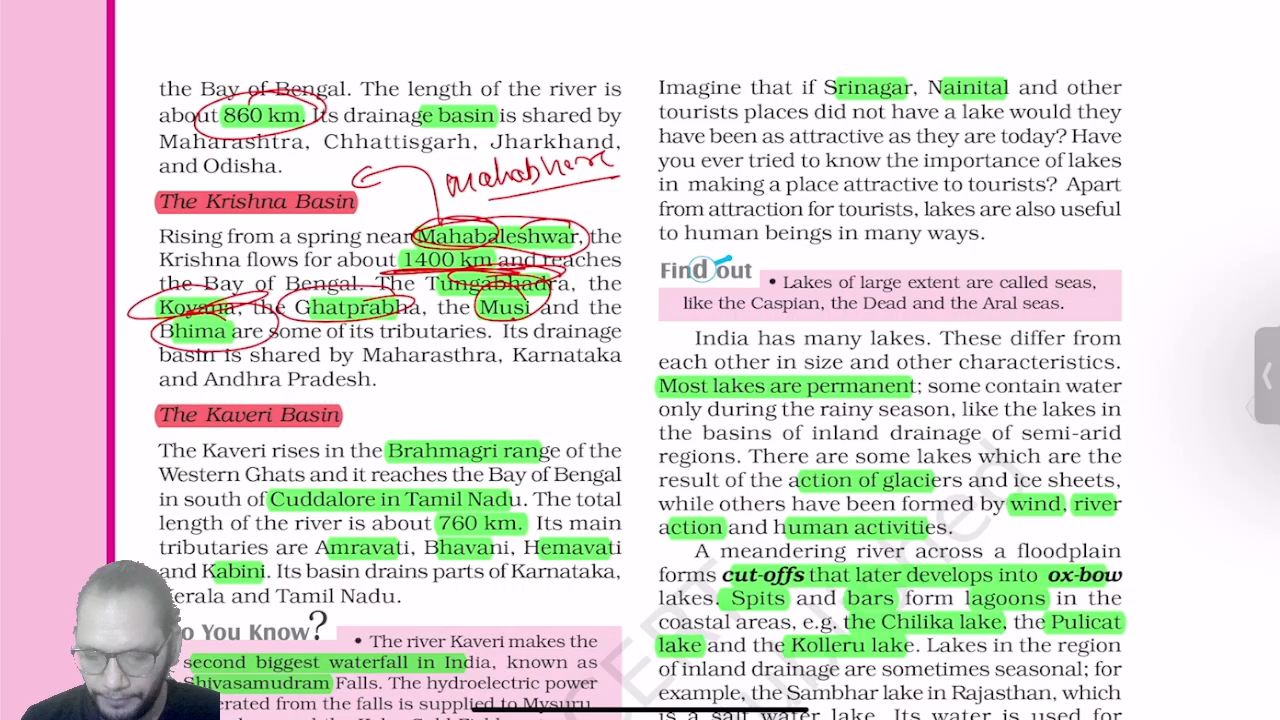 the Bay of Bengal. The length of the river is
about 860 km. Its drainage basin is shared by
Maharashtra, Chhattisgarh, Jharkhand,
and Odisha.
The Krishna Basin
Rising from a spring near Mahabaleshwar, the
Krishna flows for about 1400 km and reaches
the Bay of Bengal. The Tungabhadra, the
Koyana, the Ghatprabha, the Musi and the
Bhima are some of its tributaries. Its drainage
basin is shared by Maharasthra, Karnataka
and Andhra Pradesh.
The Kaveri Basin
The Kaveri rises in the Brahmagri range of the
Western Ghats and it reaches the Bay of Bengal
in south of Cuddalore in Tamil Nadu. The total
length of the river is about 760 km. Its main
tributaries are Amravati, Bhavani, Hemavati
and Kabini. Its basin drains parts of Karnataka,
Kerala and Tamil Nadu.
o You Know?
• The river Kaveri makes the
second biggest waterfall in India, known as
Shivasamudram Falls. The hydroelectric power
erated from the falls is supplied to Mysuru,
Imagine that if Srinagar, Nainital and other
tourists places did not have a lake would they
have been as attractive as they are today? Have
you ever tried to know the importance of lakes
in making a place attractive to tourists? Apart
from attraction for tourists, lakes are also useful
to human beings in many ways.
Find out
• Lakes of large extent are called seas,
like the Caspian, the Dead and the Aral seas.
India has many lakes. These differ from
each other in size and other characteristics.
Most lakes are permanent; some contain water
only during the rainy season, like the lakes in
the basins of inland drainage of semi-arid
regions. There are some lakes which are the
result of the action of glaciers and ice sheets,
while others have been formed by wind, river
action and human activities.
A meandering river across a floodplain
forms cut-offs that later develops into ox-bow
lakes. Spits and bars form lagoons in the
coastal areas, e.g. the Chilika lake, the Pulicat
lake and the Kolleru lake. Lakes in the region
of inland drainage are sometimes seasonal; for
example, the Sambhar lake in Rajasthan, which
is a salt water lake. Its water is used for